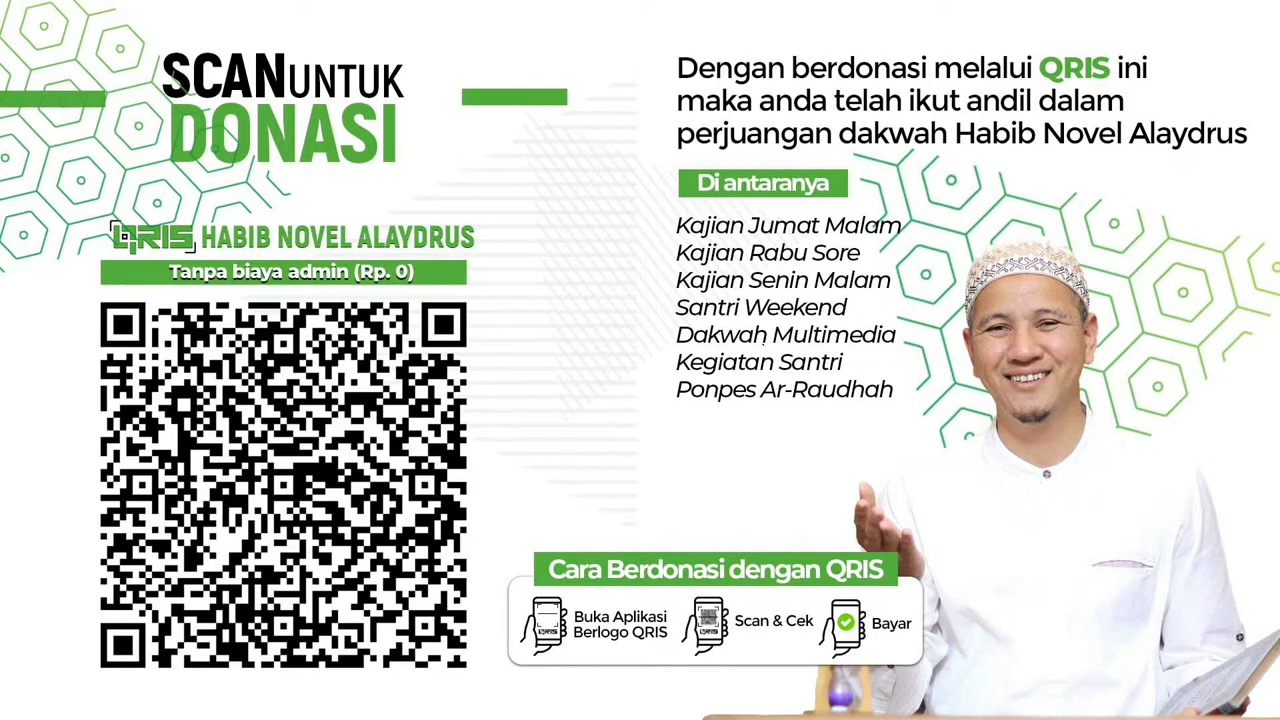 SCAN UNTUK
DONASI
QRIS HABIB NOVEL ALAYDRUS
Tanpa biaya admin (Rp. 0)
Dengan berdonasi melalui QRIS ini
maka anda telah ikut andil dalam
perjuangan dakwah Habib Novel Alaydrus
Di antaranya
Kajian Jumat Malam
Kajian Rabu Sore
Kajian Senin Malam
Santri Weekend
Dakwah Multimedia
Kegiatan Santri
Ponpes Ar-Raudhah
Cara Berdonasi dengan QRIS
QRIS
Buka Aplikasi
Berlogo QRIS
QRIS
Scan & Cek
Bayar